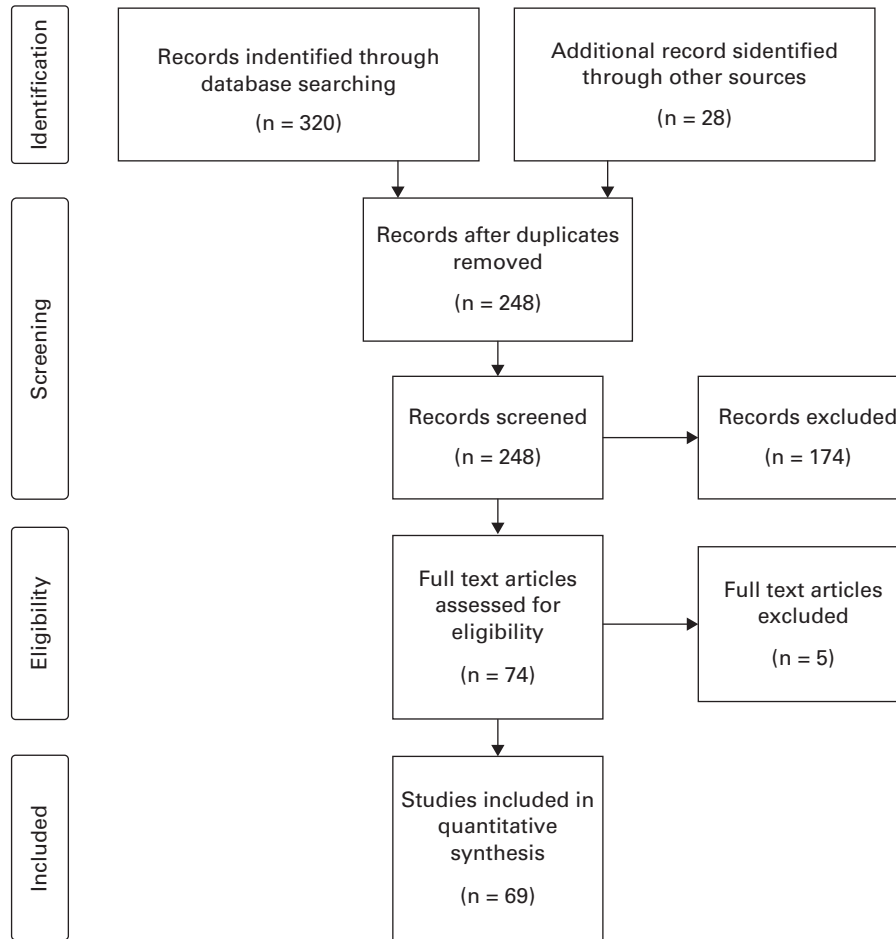 Identification
Records indentified through
database searching
(n = 320)
Additional record sidentified
through other sources
(n = 28)
Screening
Records after duplicates
removed
(n = 248)
Records screened
(n = 248)
Records excluded
(n = 174)
Eligibility
Full text articles
assessed for
eligibility
(n = 74)
Full text articles
excluded
(n = 5)
Included
Studies included in
quantitative
synthesis
(n = 69)